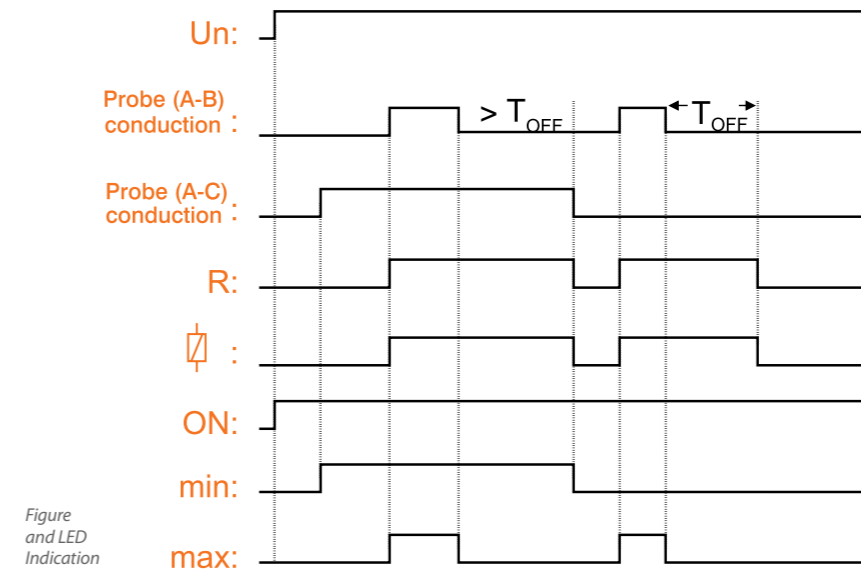 Un:
Probe (A-B)
conduction :
> TOFF
TOFF
Probe (A-C)
conduction :
R:
:
ON:
min:
Figure
and LED
Indication
max: